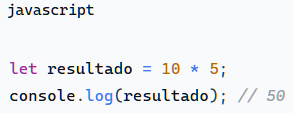 javascript
let resultado = 10 * 5;
console.log(resultado); // 50